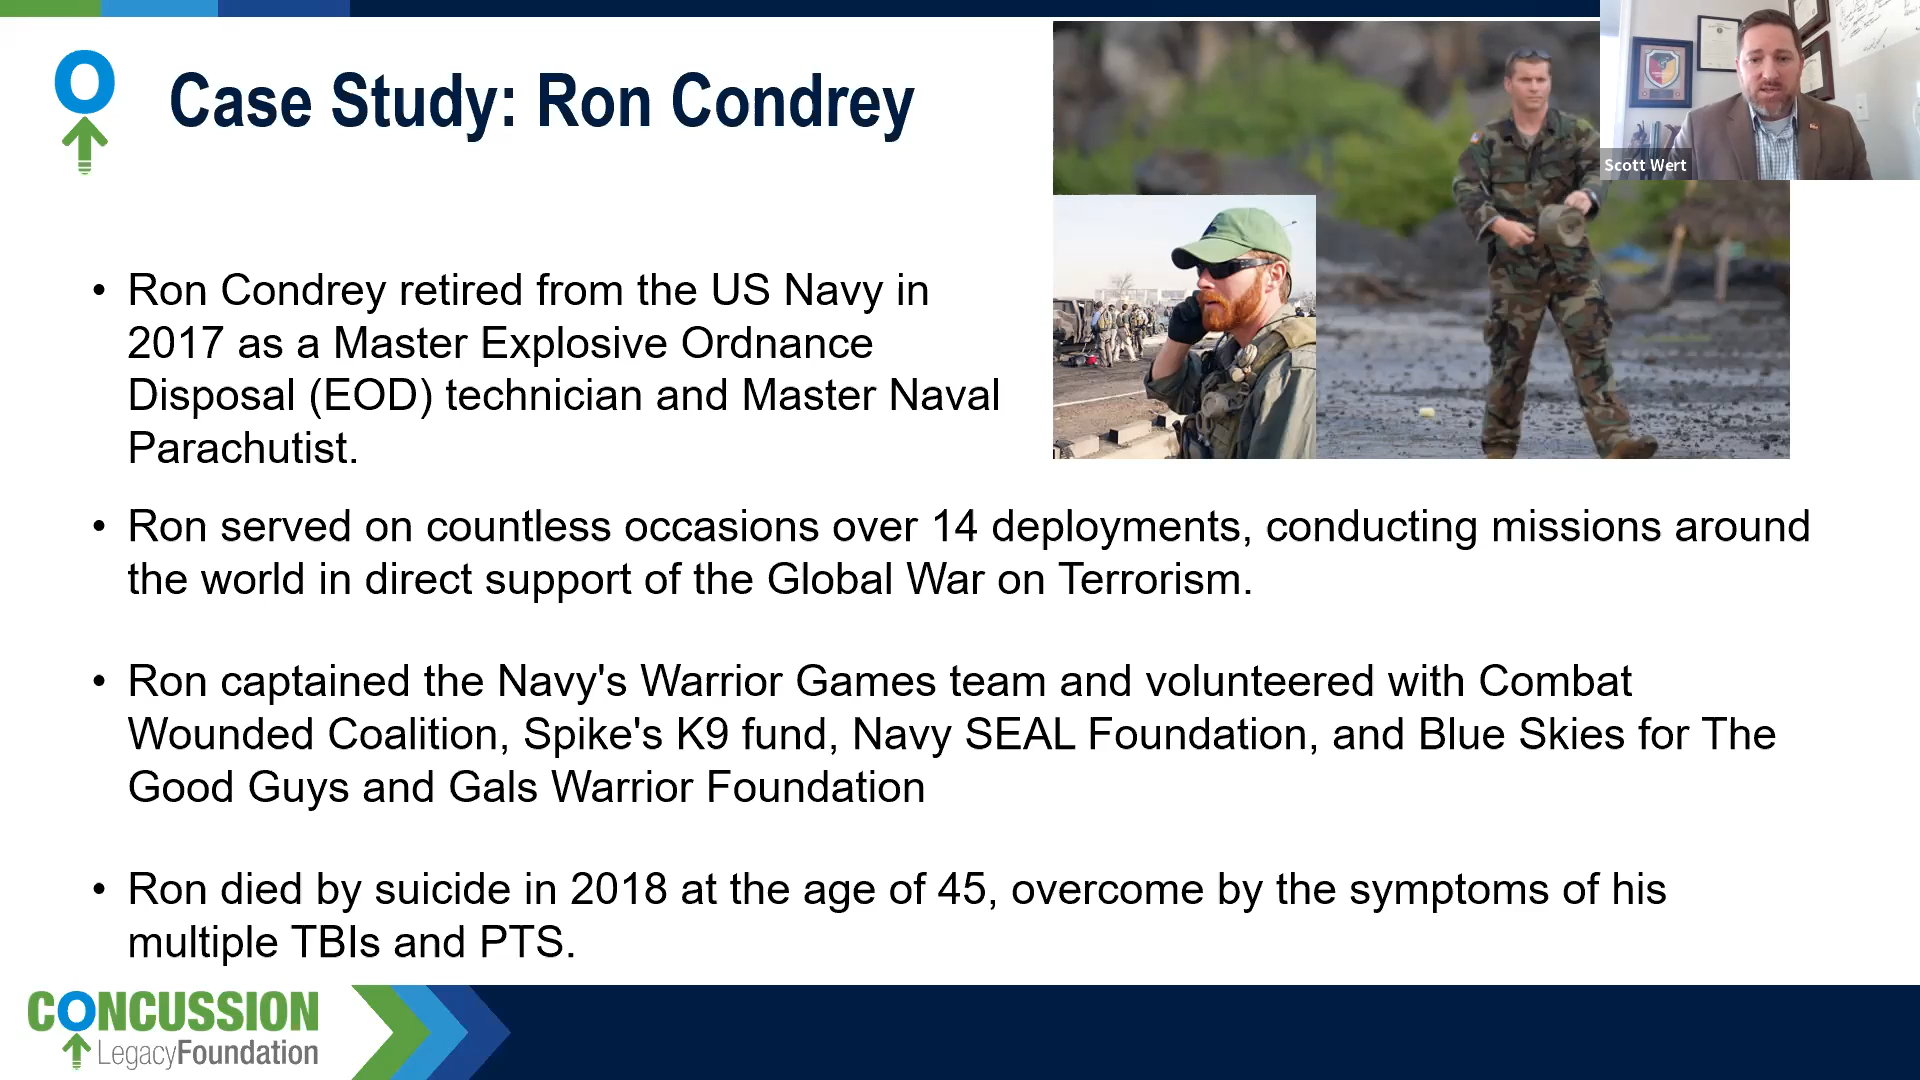 Case Study: Ron Condrey
Scott Wert
• Ron Condrey retired from the US Navy in
2017 as a Master Explosive Ordnance
Disposal (EOD) technician and Master Naval
Parachutist.
• Ron served on countless occasions over 14 deployments, conducting missions around
the world in direct support of the Global War on Terrorism.
• Ron captained the Navy's Warrior Games team and volunteered with Combat
Wounded Coalition, Spike's K9 fund, Navy SEAL Foundation, and Blue Skies for The
Good Guys and Gals Warrior Foundation
• Ron died by suicide in 2018 at the age of 45, overcome by the symptoms of his
multiple TBIs and PTS.
CONCUSSION
LegacyFoundation